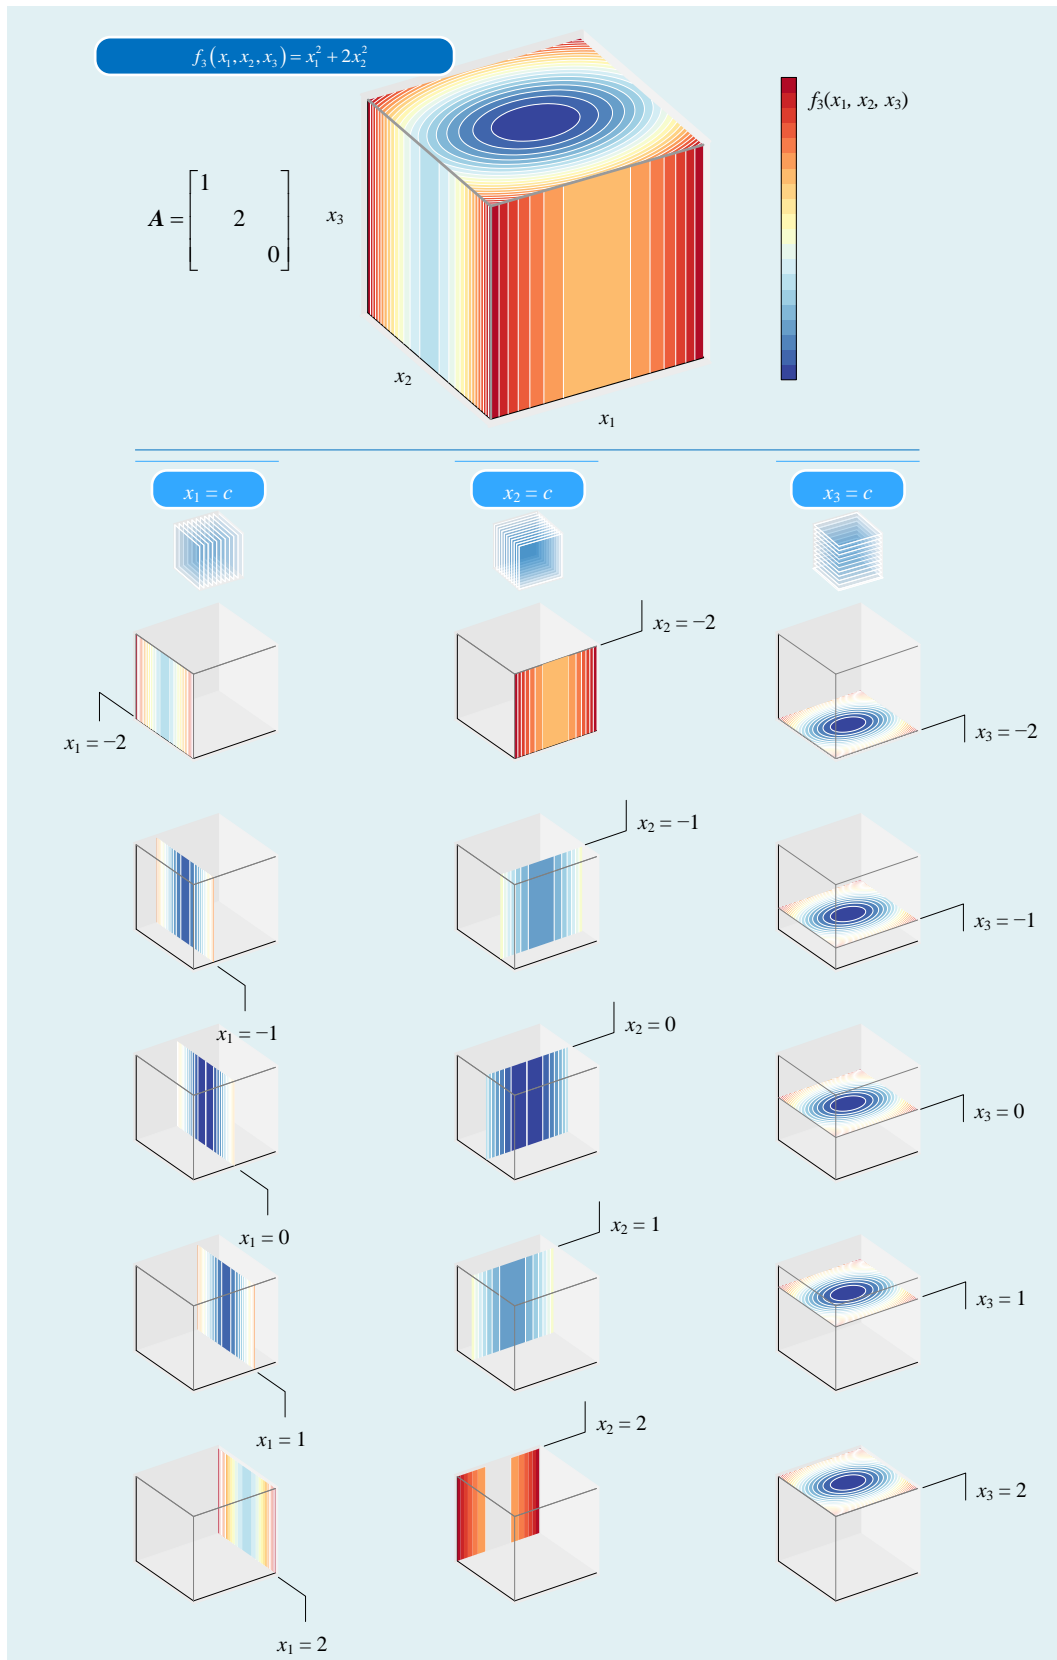 f₃(x₁, x₂, x₃) = x₁² + 2x₂²
f₃(x₁, x₂, x₃)
A = [1
2
0]
x₃
x₂
x₁
x₁ = c
x₂ = c
x₃ = c
x₁ = −2
x₂ = −2
x₃ = −2
x₁ = −1
x₂ = −1
x₃ = −1
x₁ = 0
x₂ = 0
x₃ = 0
x₁ = 1
x₂ = 1
x₃ = 1
x₁ = 2
x₂ = 2
x₃ = 2